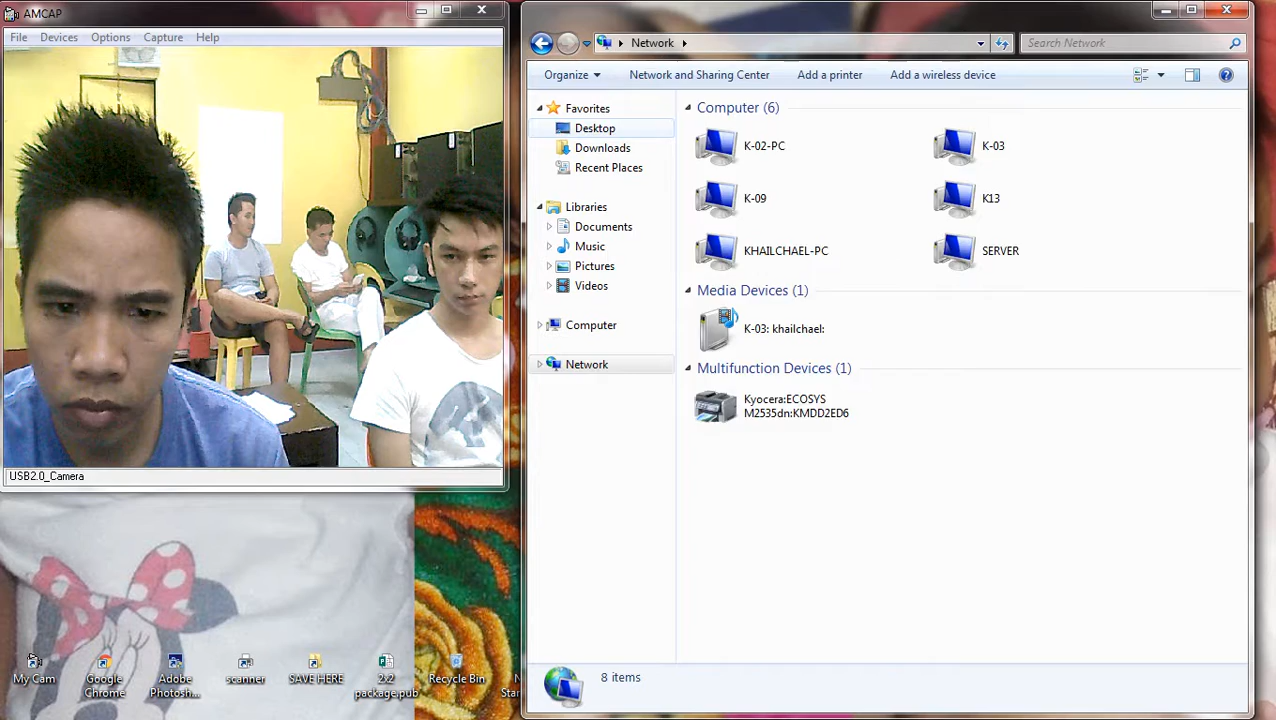 AMCAP
File Devices Options Capture Help
USB2.0_Camera
Network
Search Network
Organize Network and Sharing Center Add a printer Add a wireless device
Favorites
Desktop
Downloads
Recent Places
Libraries
Documents
Music
Pictures
Videos
Computer
Network
Computer (6)
K-02-PC
K-03
K-09
K13
KHAILCHAEL-PC
SERVER
Media Devices (1)
K-03: khailchael:
Multifunction Devices (1)
Kyocera:ECOSYS
M2535dn:KMDD2ED6
8 items
My Cam
Google
Chrome
Adobe
Photosh...
scanner
SAVE HERE
2x2
package.pub
Recycle Bin